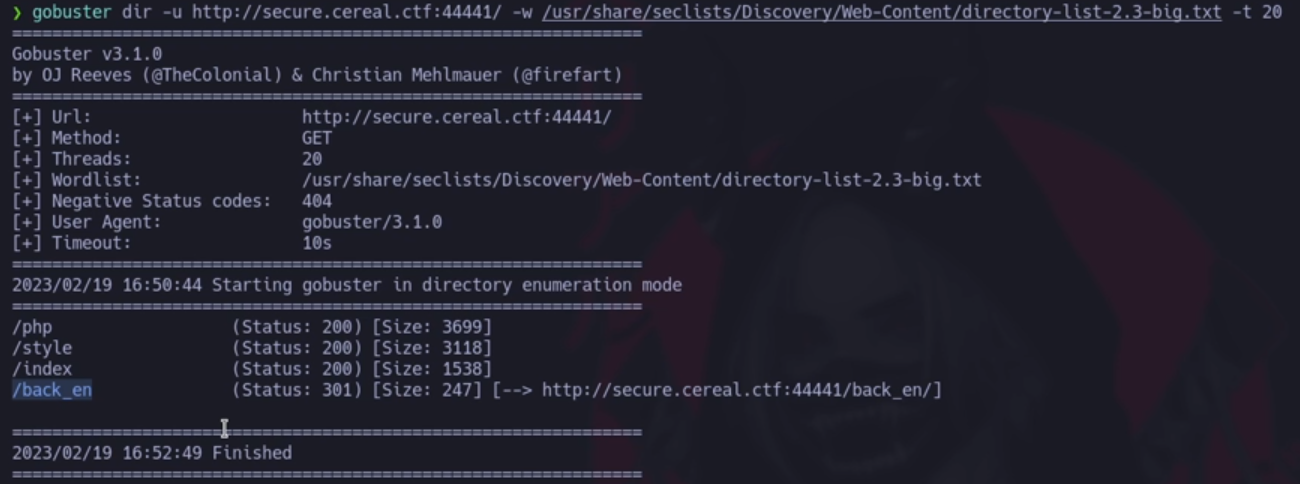 ❯ gobuster dir -u http://secure.cereal.ctf:44441/ -w /usr/share/seclists/Discovery/Web-Content/directory-list-2.3-big.txt -t 20
===============================================================
Gobuster v3.1.0
by OJ Reeves (@TheColonial) & Christian Mehlmauer (@firefart)
===============================================================
[+] Url:                     http://secure.cereal.ctf:44441/
[+] Method:                  GET
[+] Threads:                 20
[+] Wordlist:                /usr/share/seclists/Discovery/Web-Content/directory-list-2.3-big.txt
[+] Negative Status codes:   404
[+] User Agent:              gobuster/3.1.0
[+] Timeout:                 10s
===============================================================
2023/02/19 16:50:44 Starting gobuster in directory enumeration mode
===============================================================
/php                  (Status: 200) [Size: 3699]
/style                (Status: 200) [Size: 3118]
/index                (Status: 200) [Size: 1538]
/back_en              (Status: 301) [Size: 247] [--> http://secure.cereal.ctf:44441/back_en/]
===============================================================
2023/02/19 16:52:49 Finished
===============================================================